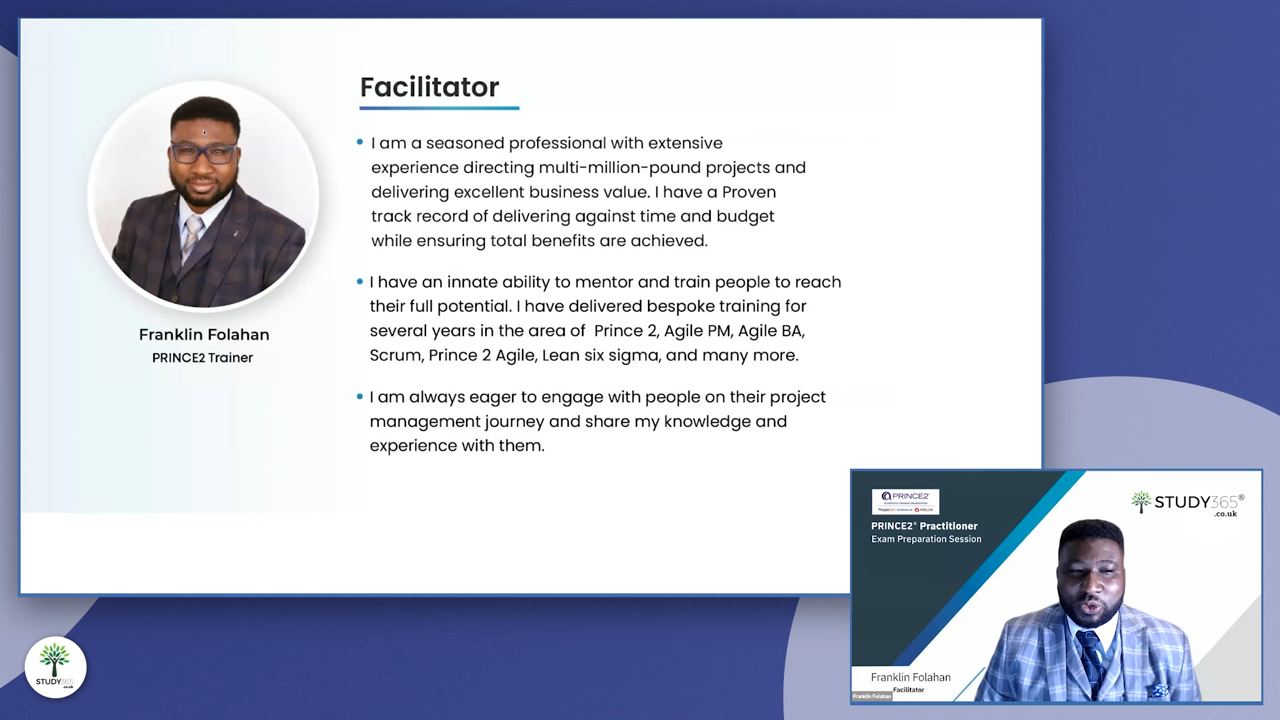 Facilitator
I am a seasoned professional with extensive
experience directing multi-million-pound projects and
delivering excellent business value. I have a Proven
track record of delivering against time and budget
while ensuring total benefits are achieved.
I have an innate ability to mentor and train people to reach
their full potential. I have delivered bespoke training for
several years in the area of Prince 2, Agile PM, Agile BA,
Scrum, Prince 2 Agile, Lean six sigma, and many more.
I am always eager to engage with people on their project
management journey and share my knowledge and
experience with them.
Franklin Folahan
PRINCE2 Trainer
PRINCE2
PRINCE2® Practitioner
Exam Preparation Session
STUDY365®
.co.uk
Franklin Folahan
Facilitator
Franklin Folahan
STUDY365
.co.uk